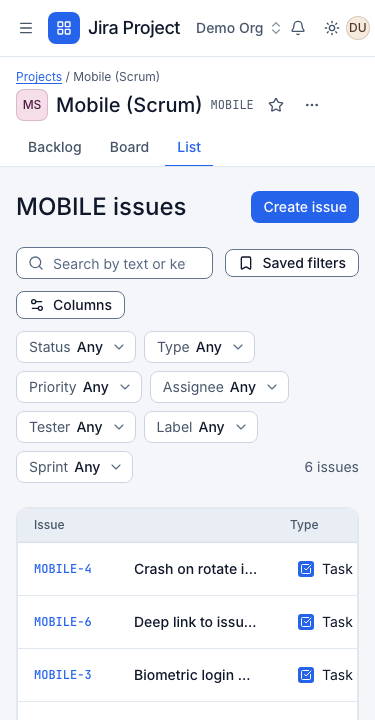 Jira Project Demo Org DU
Projects / Mobile (Scrum)
MS Mobile (Scrum) MOBILE
Backlog Board List
MOBILE issues Create issue
Search by text or ke Saved filters
Columns
Status Any Type Any
Priority Any Assignee Any
Tester Any Label Any
Sprint Any 6 issues
Issue Type
MOBILE-4 Crash on rotate i... Task
MOBILE-6 Deep link to issu... Task
MOBILE-3 Biometric login ... Task